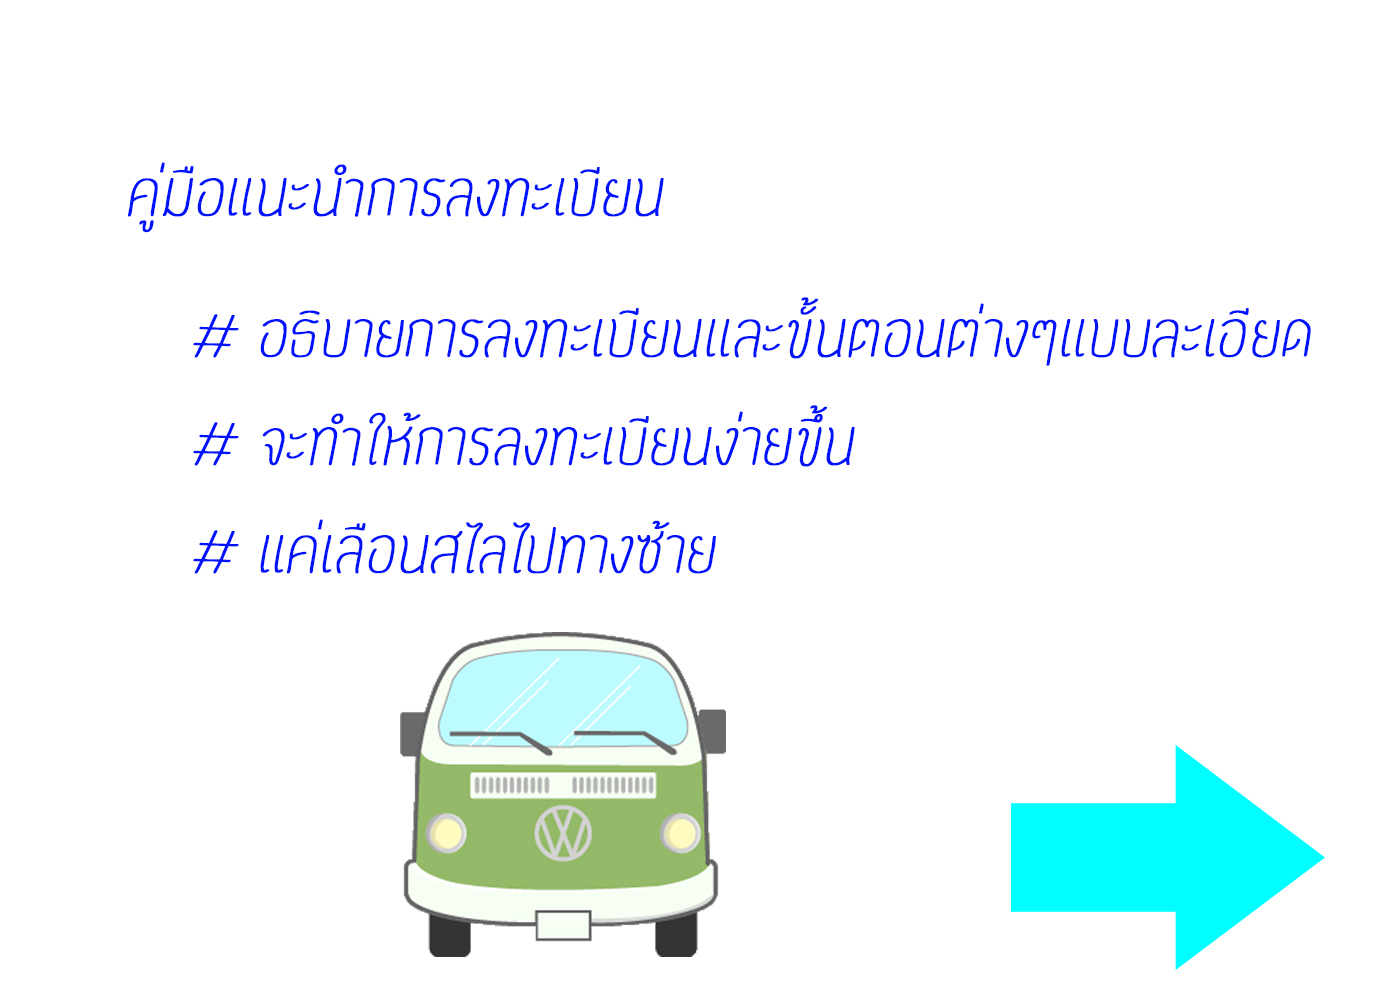 คู่มือแนะนำการลงทะเบียน
# อธิบายการลงทะเบียนและขั้นตอนต่างๆแบบละเอียด
# จะทำให้การลงทะเบียนง่ายขึ้น
# แค่เลือนสไลไปทางซ้าย
VW